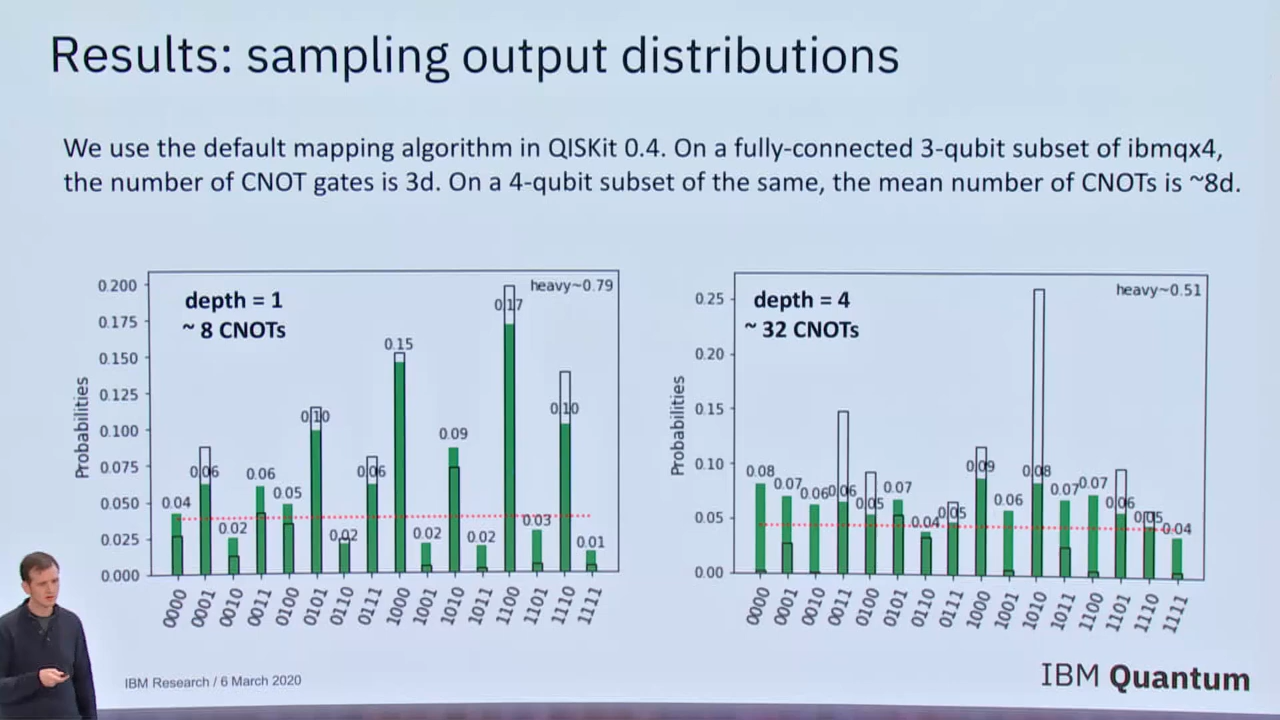 Results: sampling output distributions
We use the default mapping algorithm in QISKit 0.4. On a fully-connected 3-qubit subset of ibmqx4,
the number of CNOT gates is 3d. On a 4-qubit subset of the same, the mean number of CNOTs is ~8d.
depth = 1
~ 8 CNOTs
heavy~0.79
Probabilities
0.200
0.175
0.150
0.125
0.100
0.075
0.050
0.025
0.000
0.04 0.06 0.02 0.06 0.05 0.10 0.02 0.06 0.15 0.02 0.09 0.02 0.17 0.03 0.10 0.01
0000 0001 0010 0011 0100 0101 0110 0111 1000 1001 1010 1011 1100 1101 1110 1111
depth = 4
~ 32 CNOTs
heavy~0.51
Probabilities
0.25
0.20
0.15
0.10
0.05
0.00
0.08 0.07 0.06 0.06 0.05 0.07 0.04 0.05 0.09 0.06 0.08 0.07 0.07 0.06 0.05 0.04
0000 0001 0010 0011 0100 0101 0110 0111 1000 1001 1010 1011 1100 1101 1110 1111
IBM Research / 6 March 2020
IBM Quantum